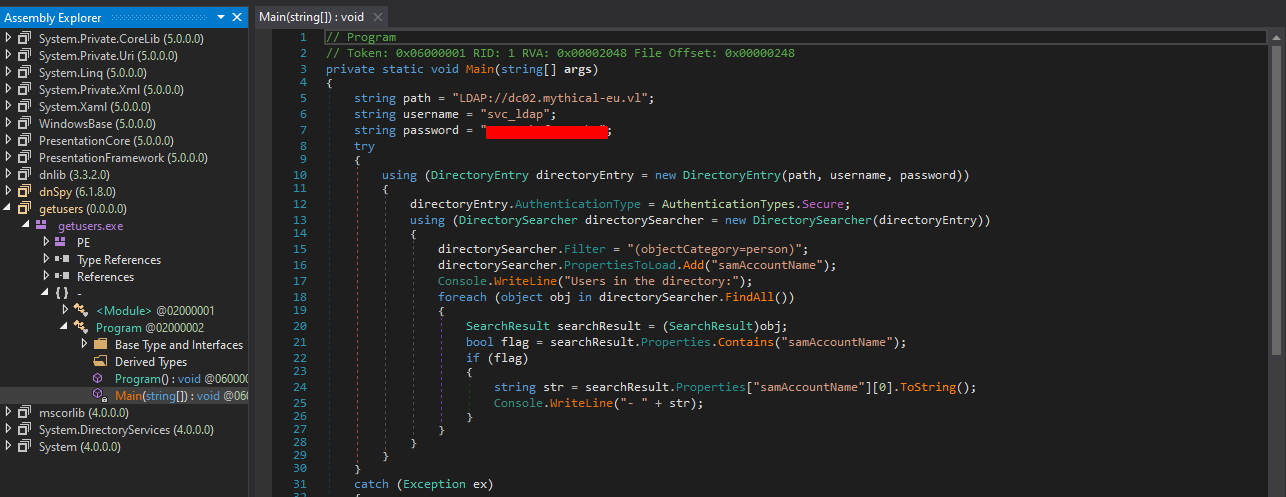 Assembly Explorer
System.Private.CoreLib (5.0.0.0)
System.Private.Uri (5.0.0.0)
System.Linq (5.0.0.0)
System.Private.Xml (5.0.0.0)
System.Xaml (5.0.0.0)
WindowsBase (5.0.0.0)
PresentationCore (5.0.0.0)
PresentationFramework (5.0.0.0)
dnlib (3.3.2.0)
dnSpy (6.1.8.0)
getusers (0.0.0.0)
getusers.exe
PE
Type References
References
{ } -
<Module> @02000001
Program @02000002
Base Type and Interfaces
Derived Types
Program() : void @06000
Main(string[]) : void @060
mscorlib (4.0.0.0)
System.DirectoryServices (4.0.0.0)
System (4.0.0.0)
Main(string[]) : void
1 // Program
2 // Token: 0x06000001 RID: 1 RVA: 0x00002048 File Offset: 0x00000248
3 private static void Main(string[] args)
4 {
5 string path = "LDAP://dc02.mythical-eu.vl";
6 string username = "svc_ldap";
7 string password = " ";
8 try
9 {
10 using (DirectoryEntry directoryEntry = new DirectoryEntry(path, username, password))
11 {
12 directoryEntry.AuthenticationType = AuthenticationTypes.Secure;
13 using (DirectorySearcher directorySearcher = new DirectorySearcher(directoryEntry))
14 {
15 directorySearcher.Filter = "(objectCategory=person)";
16 directorySearcher.PropertiesToLoad.Add("samAccountName");
17 Console.WriteLine("Users in the directory:");
18 foreach (object obj in directorySearcher.FindAll())
19 {
20 SearchResult searchResult = (SearchResult)obj;
21 bool flag = searchResult.Properties.Contains("samAccountName");
22 if (flag)
23 {
24 string str = searchResult.Properties["samAccountName"][0].ToString();
25 Console.WriteLine("- " + str);
26 }
27 }
28 }
29 }
30 }
31 catch (Exception ex)